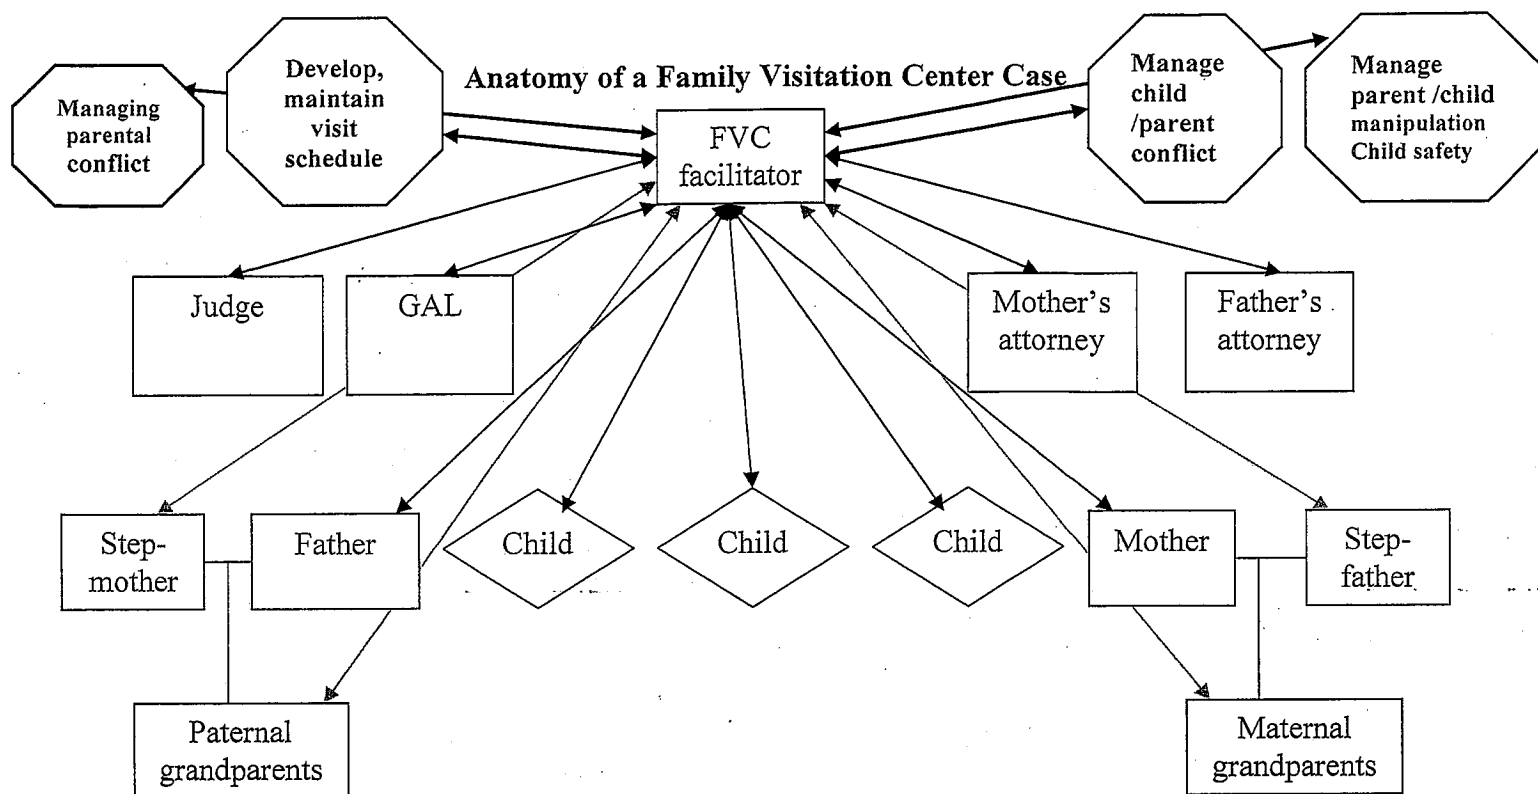 Anatomy of a Family Visitation Center Case
Managing
parental
conflict
Develop,
maintain
visit
schedule
FVC
facilitator
Manage
child
/parent
conflict
Manage
parent /child
manipulation
Child safety
Judge
GAL
Mother's
attorney
Father's
attorney
Step-
mother
Father
Child
Child
Child
Mother
Step-
father
Paternal
grandparents
Maternal
grandparents